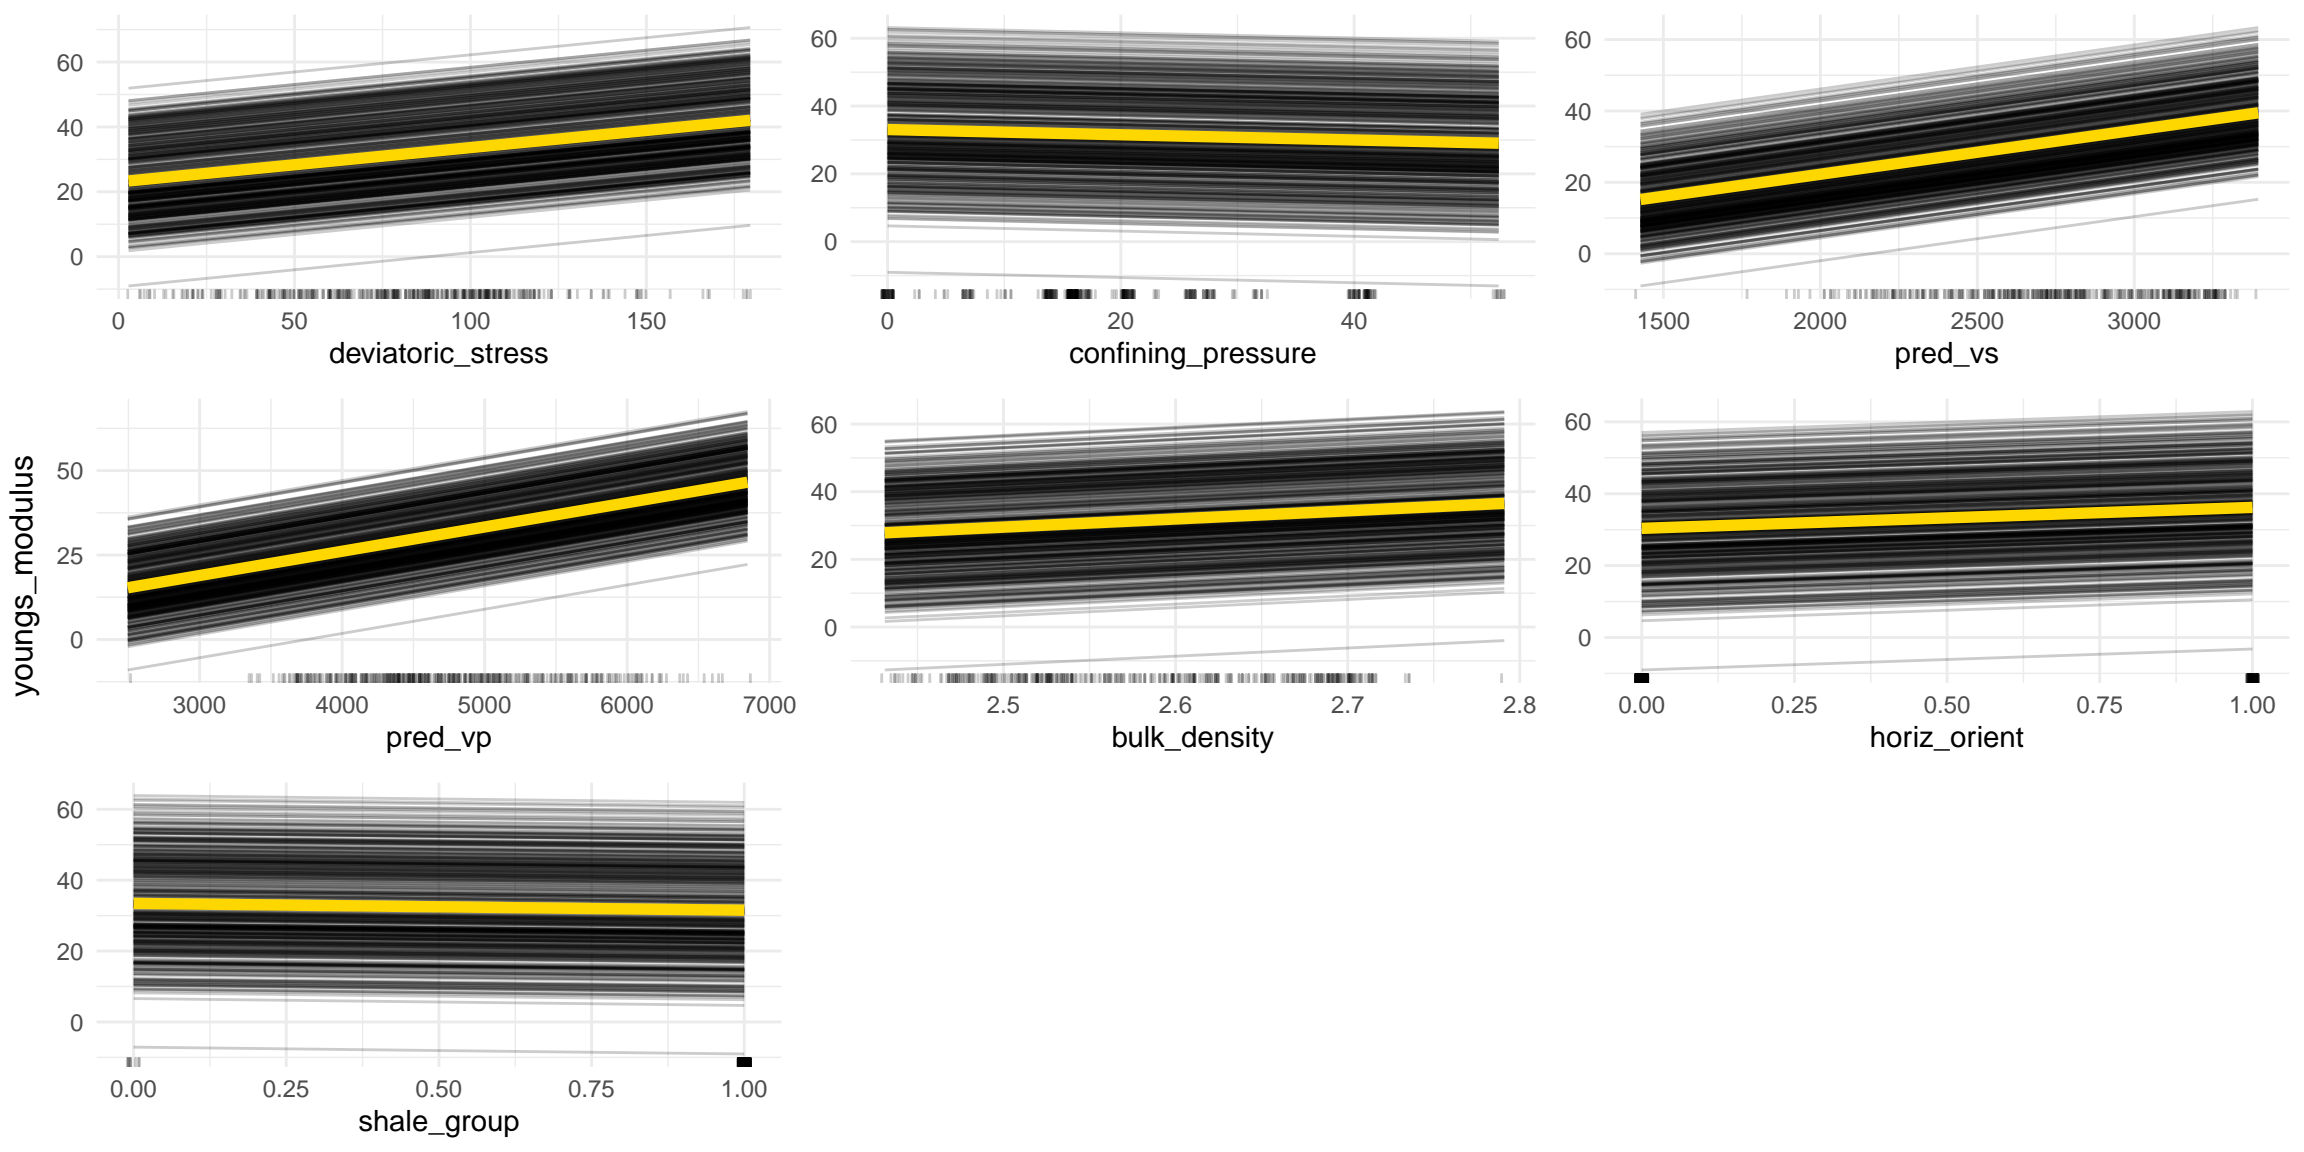 60
40
20
0
0 50 100 150
deviatoric_stress
60
40
20
0
0 20 40
confining_pressure
60
40
20
0
1500 2000 2500 3000
pred_vs
youngs_modulus
50
25
0
3000 4000 5000 6000 7000
pred_vp
60
40
20
0
2.5 2.6 2.7 2.8
bulk_density
60
40
20
0
0.00 0.25 0.50 0.75 1.00
horiz_orient
60
40
20
0
0.00 0.25 0.50 0.75 1.00
shale_group